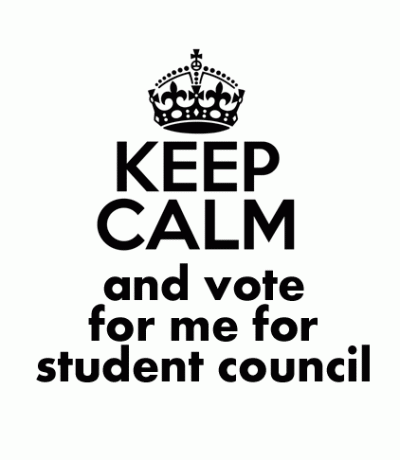 KEEP
CALM
and vote
for me for
student council